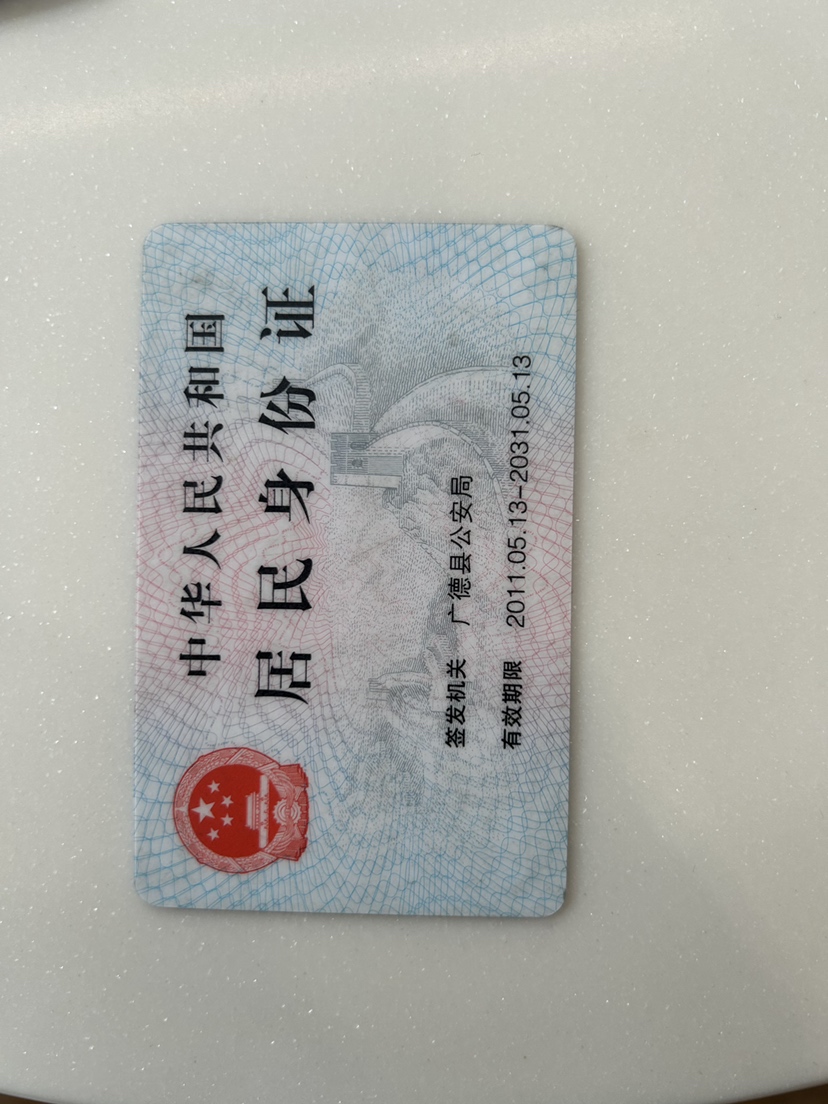 中华人民共和国
居民身份证
签发机关 广德县公安局
有效期限 2011.05.13-2031.05.13